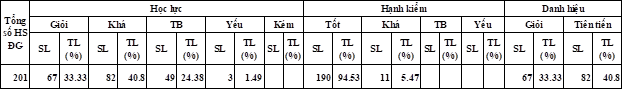 Tổng số HS ĐG Học lực Hạnh kiểm Danh hiệu
Giỏi Khá TB Yếu Kém Tốt Khá TB Yếu Giỏi Tiên tiến
SL TL (%) SL TL (%) SL TL (%) SL TL (%) SL TL (%) SL TL (%) SL TL (%) SL TL (%) SL TL (%) SL TL (%) SL TL (%)
201 67 33.33 82 40.8 49 24.38 3 1.49 190 94.53 11 5.47 67 33.33 82 40.8